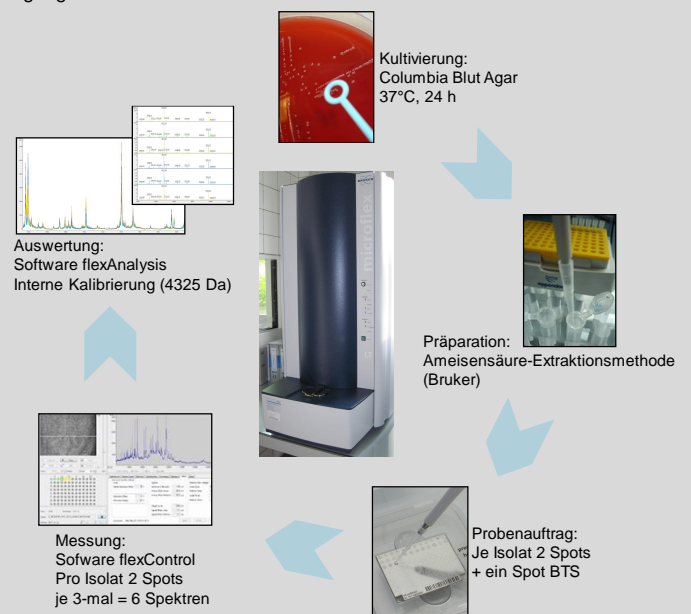 Kultivierung:
Columbia Blut Agar
37°C, 24 h
microflex
Präparation:
Ameisensäure-Extraktionsmethode
(Bruker)
Probenauftrag:
Je Isolat 2 Spots
+ ein Spot BTS
Messung:
Sofware flexControl
Pro Isolat 2 Spots
je 3-mal = 6 Spektren
Auswertung:
Software flexAnalysis
Interne Kalibrierung (4325 Da)